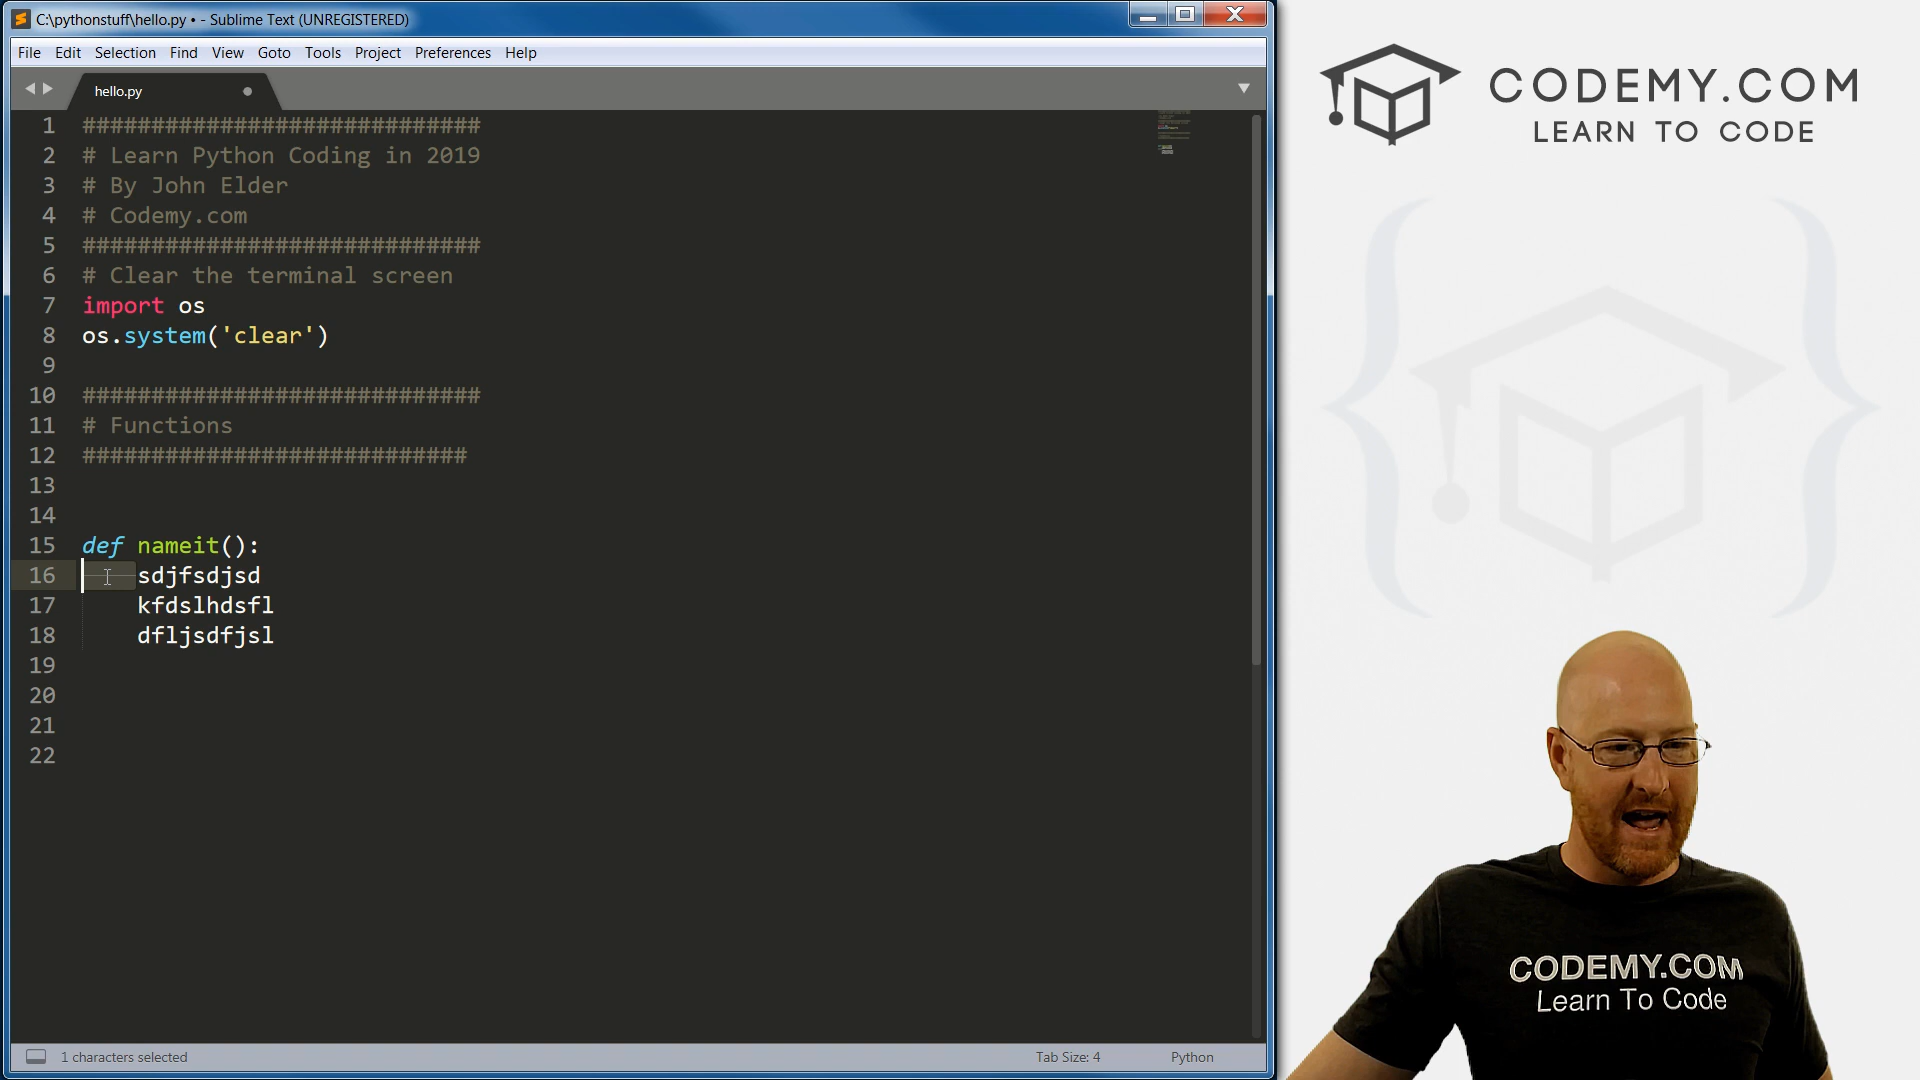 C:\pythonstuff\hello.py • - Sublime Text (UNREGISTERED)
File Edit Selection Find View Goto Tools Project Preferences Help
hello.py
1 #############################
2 # Learn Python Coding in 2019
3 # By John Elder
4 # Codemy.com
5 #############################
6 # Clear the terminal screen
7 import os
8 os.system('clear')
9
10 #############################
11 # Functions
12 ############################
13
14
15 def nameit():
16 sdjfsdjsd
17 kfdslhdsfl
18 dfljsdfjsl
19
20
21
22
1 characters selected
Tab Size: 4
Python
CODEMY.COM
LEARN TO CODE
CODEMY.COM
Learn To Code